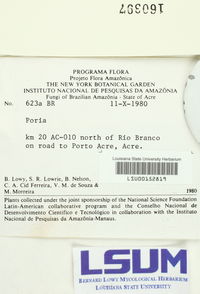 160387
PROGRAMA FLORA
Projeto Flora Amazônica
THE NEW YORK BOTANICAL GARDEN
INSTITUTO NACIONAL DE PESQUISAS DA AMAZÔNIA
Fungi of Brazilian Amazonia - State of Acre
No. 623a BR 11-X-1980
Poria
km 20 AC-010 north of Rio Branco
on road to Porto Acre, Acre.
Louisiana State University Herbarium
LSU00152819
B. Lowy, S. R. Lowrie, B. Nelson,
C. A. Cid Ferreira, V. M. de Souza &
M. Morreira 1980
Plants collected under the joint sponsorship of the National Science Foundation
Latin-American collaborative program and the Conselho Nacional de
Desenvolvimento Científico e Tecnológico in collaboration with the Instituto
Nacional de Pesquisas da Amazônia-Manaus.
LSUM
BERNARD LOWY MYCOLOGICAL HERBARIUM
LOUISIANA STATE UNIVERSITY